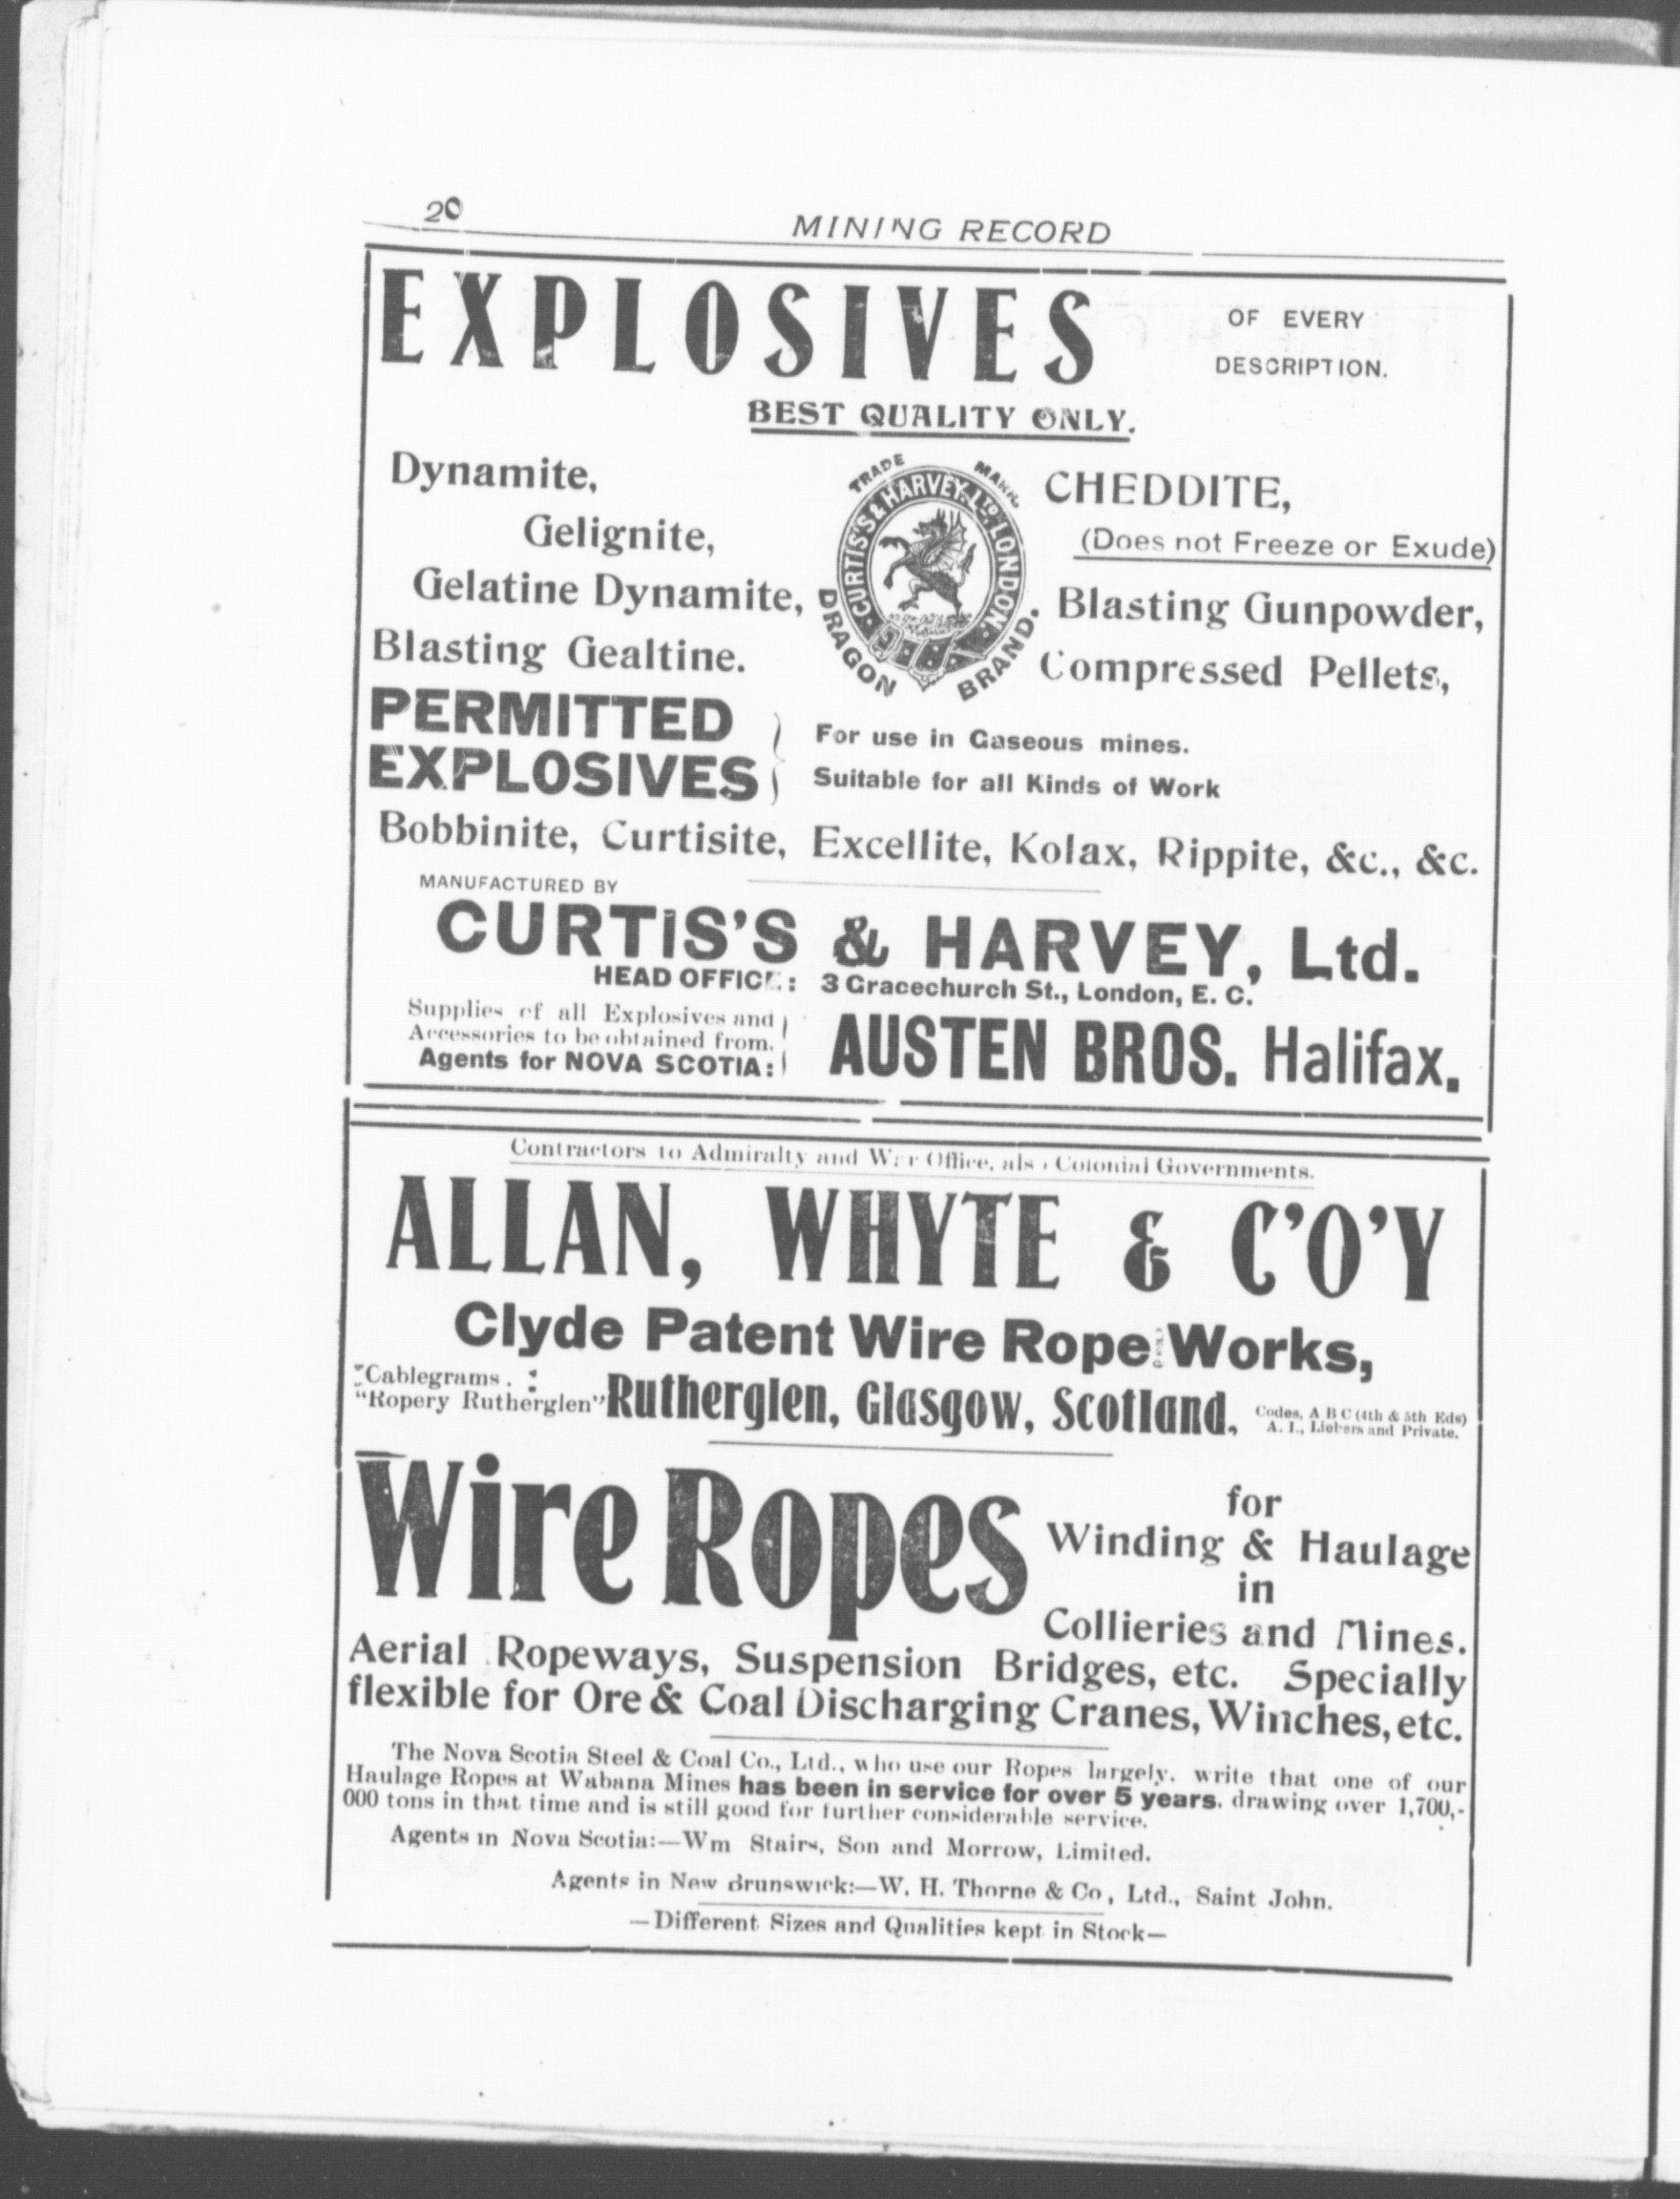 20
MINING RECORD
EXPLOSIVES
OF EVERY
DESCRIPTION.
BEST QUALITY ONLY.
Dynamite,
Gelignite,
Gelatine Dynamite,
Blasting Gealtine.
TRADE MARK
CURTIS'S & HARVEY, LTD. LONDON
DRAGON BRAND.
CHEDDITE,
(Does not Freeze or Exude)
Blasting Gunpowder,
Compressed Pellets,
PERMITTED
EXPLOSIVES
For use in Gaseous mines.
Suitable for all Kinds of Work
Bobbinite, Curtisite, Excellite, Kolax, Rippite, &c., &c.
MANUFACTURED BY
CURTIS'S & HARVEY, Ltd.
HEAD OFFICE: 3 Gracechurch St., London, E. C.
Supplies of all Explosives and
Accessories to be obtained from.
Agents for NOVA SCOTIA:
AUSTEN BROS. Halifax.
Contractors to Admiralty and War Office, also Colonial Governments.
ALLAN, WHYTE & C'O'Y
Clyde Patent Wire Rope Works,
Cablegrams. :
"Ropery Rutherglen"
Rutherglen, Glasgow, Scotland.
Codes, A B C (4th & 5th Eds)
A. I., Liebers and Private.
Wire Ropes
for
Winding & Haulage
in
Collieries and Mines.
Aerial Ropeways, Suspension Bridges, etc. Specially
flexible for Ore & Coal Discharging Cranes, Winches, etc.
The Nova Scotia Steel & Coal Co., Ltd., who use our Ropes largely. write that one of our
Haulage Ropes at Wabana Mines has been in service for over 5 years. drawing over 1,700,-
000 tons in that time and is still good for further considerable service.
Agents in Nova Scotia:—Wm Stairs, Son and Morrow, Limited.
Agents in New Brunswick:—W. H. Thorne & Co, Ltd., Saint John.
—Different Sizes and Qualities kept in Stock—